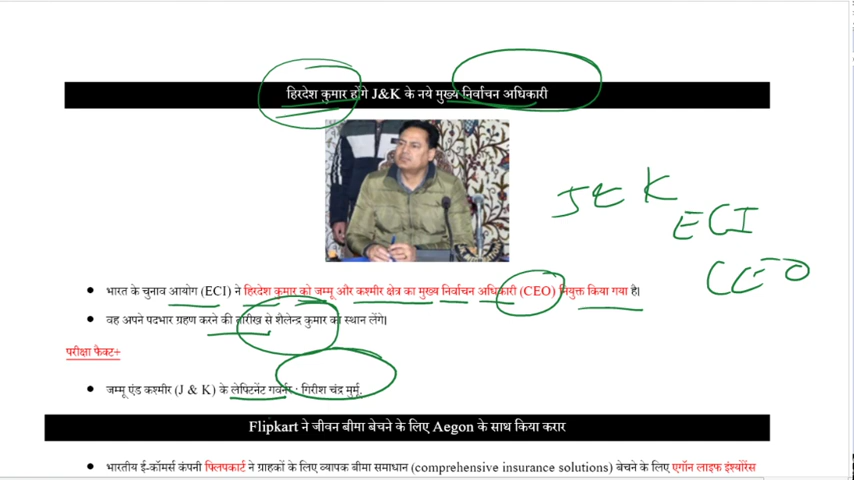 हिरदेश कुमार होंगे J&K के नये मुख्य निर्वाचन अधिकारी
J & K
ECI
CEO
भारत के चुनाव आयोग (ECI) ने हिरदेश कुमार को जम्मू और कश्मीर क्षेत्र का मुख्य निर्वाचन अधिकारी (CEO) नियुक्त किया गया है।
वह अपने पदभार ग्रहण करने की तारीख से शैलेन्द्र कुमार का स्थान लेंगे।
परीक्षा फैक्ट+
जम्मू एंड कश्मीर (J & K) के लेफ्टिनेंट गवर्नर : गिरीश चंद्र मुर्मू
Flipkart ने जीवन बीमा बेचने के लिए Aegon के साथ किया करार
भारतीय ई-कॉमर्स कंपनी फ्लिपकार्ट ने ग्राहकों के लिए व्यापक बीमा समाधान (comprehensive insurance solutions) बेचने के लिए एगॉन लाइफ इंश्योरेंस